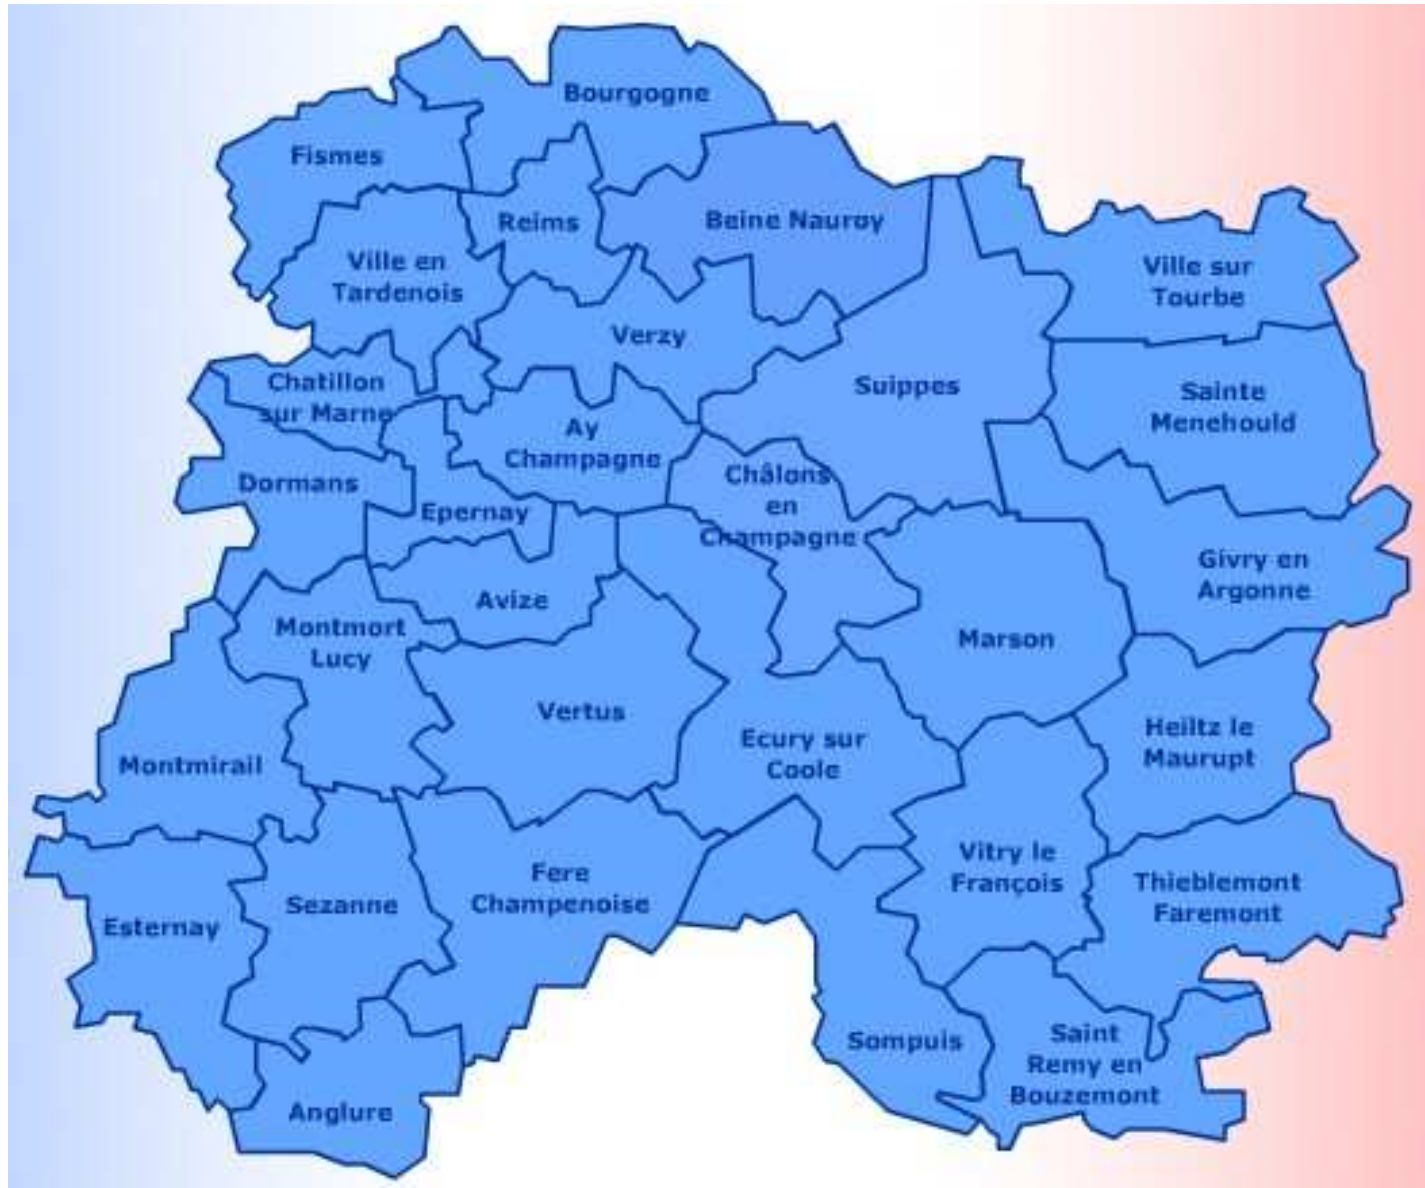 Bourgogne
Fismes
Reims
Beine Nauroy
Ville en
Tardenois
Ville sur
Tourbe
Verzy
Chatillon
sur Marne
Suippes
Sainte
Menehould
Ay
Champagne
Dormans
Châlons
en
Champagne
Epernay
Givry en
Argonne
Avize
Montmort
Lucy
Marson
Vertus
Ecury sur
Coole
Heiltz le
Maurupt
Montmirail
Vitry le
François
Fere
Champenoise
Thieblemont
Faremont
Sezanne
Esternay
Sompuis
Saint
Remy en
Bouzemont
Anglure